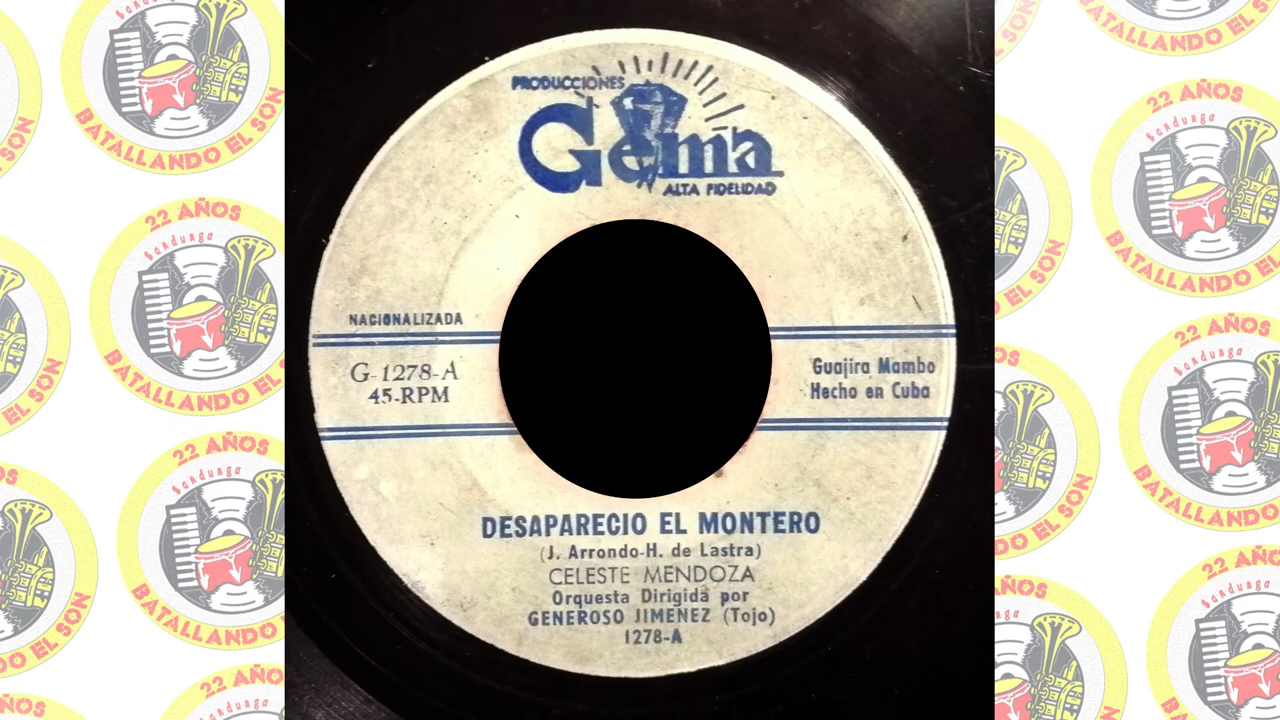 PRODUCCIONES
Gema
ALTA FIDELIDAD
NACIONALIZADA
G-1278-A
45-RPM
Guajira Mambo
Hecho en Cuba
DESAPARECIO EL MONTERO
(J. Arrondo-H. de Lastra)
CELESTE MENDOZA
Orquesta Dirigida por
GENEROSO JIMENEZ (Tojo)
1278-A
22 AÑOS
Sandunga
BATALLANDO EL SON